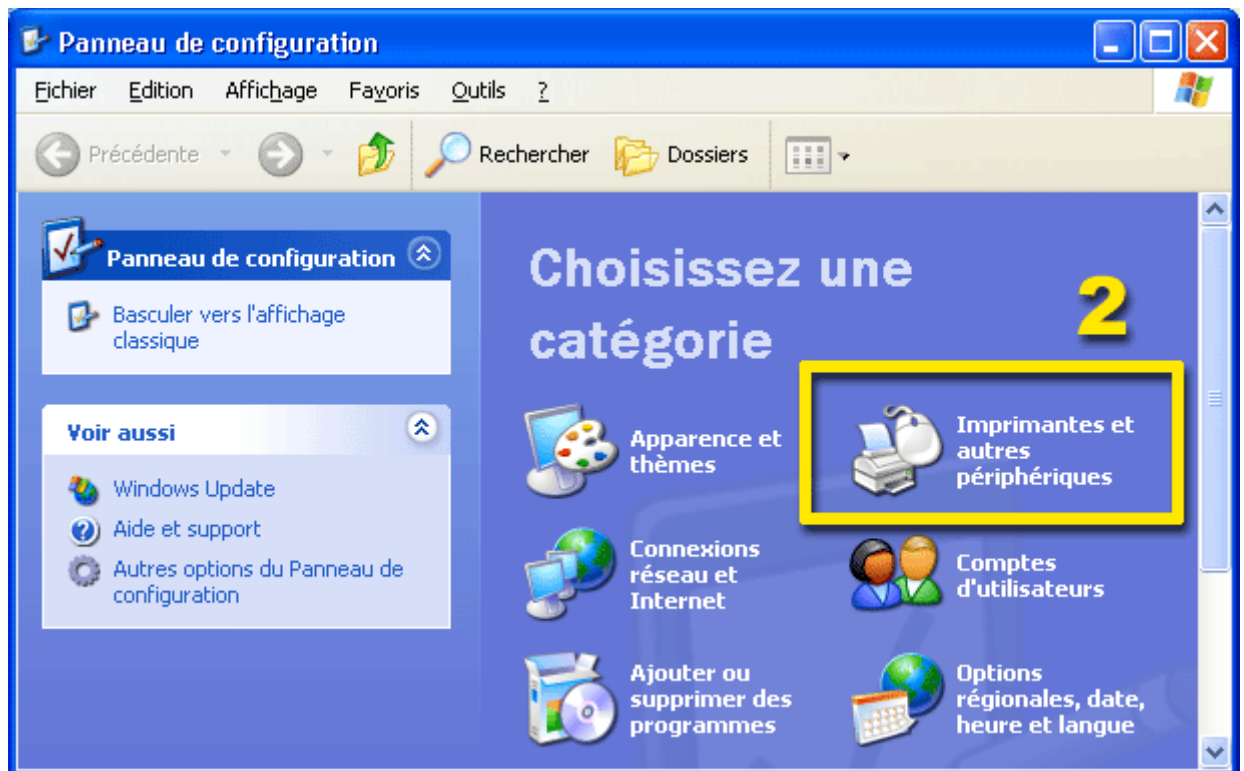 Panneau de configuration
Fichier Edition Affichage Favoris Outils ?
Précédente Rechercher Dossiers
Panneau de configuration
Basculer vers l'affichage
classique
Voir aussi
Windows Update
Aide et support
Autres options du Panneau de
configuration
Choisissez une
catégorie
2
Apparence et
thèmes
Imprimantes et
autres
périphériques
Connexions
réseau et
Internet
Comptes
d'utilisateurs
Ajouter ou
supprimer des
programmes
Options
régionales, date,
heure et langue